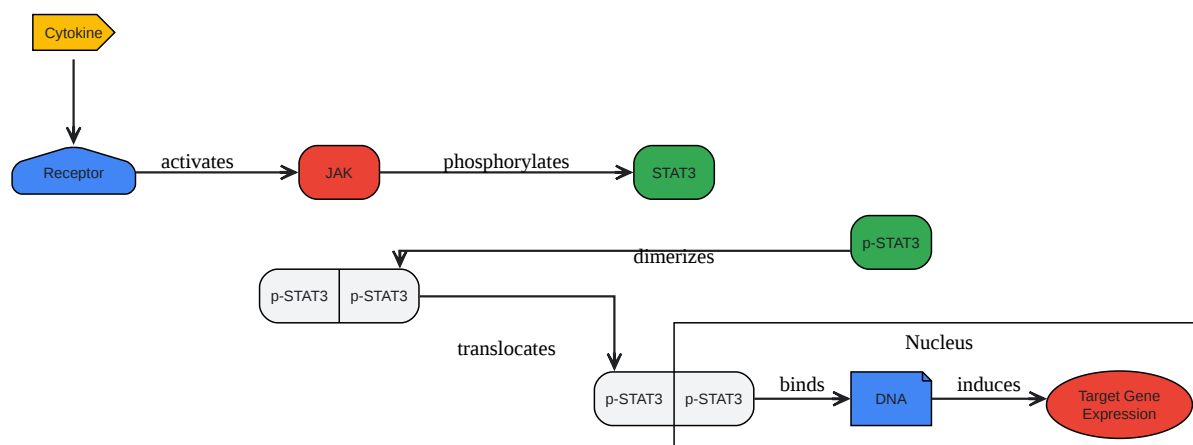 Cytokine
Receptor
activates
JAK
phosphorylates
STAT3
p-STAT3
dimerizes
p-STAT3
p-STAT3
translocates
Nucleus
p-STAT3
p-STAT3
binds
DNA
induces
Target Gene
Expression